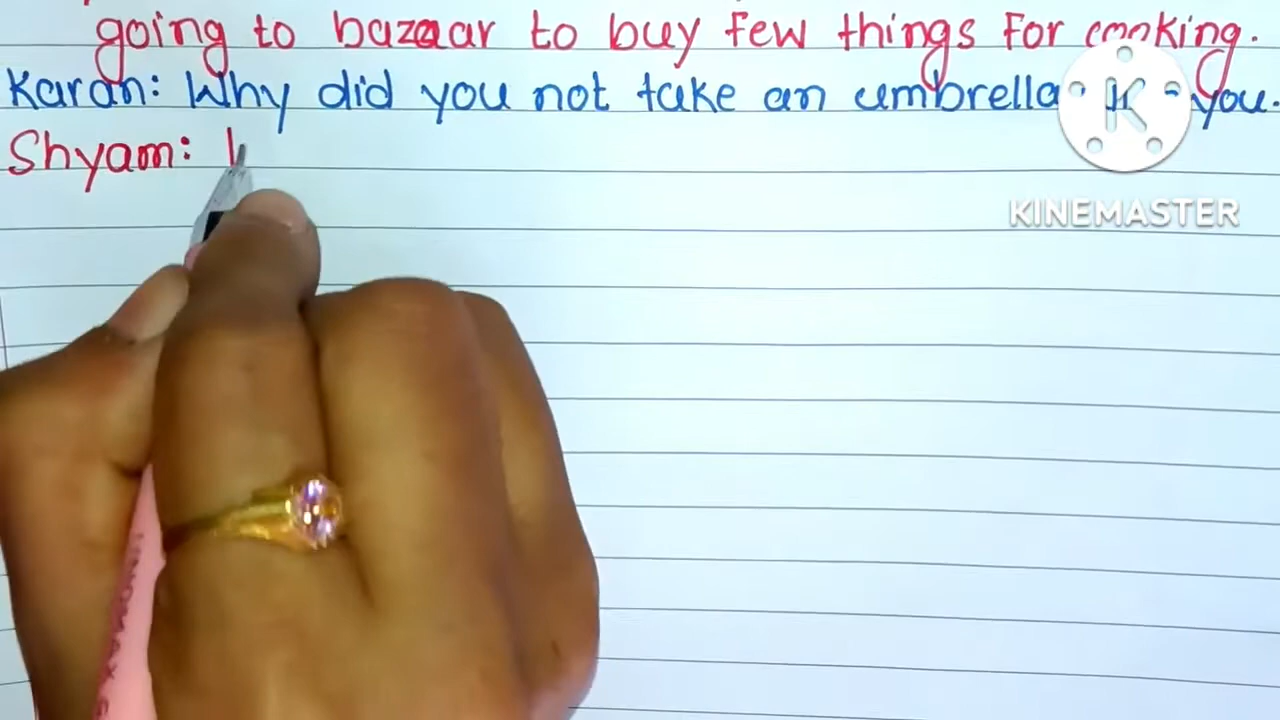 going to bazaar to buy few things for cooking.
Karan: Why did you not take an umbrella you.
Shyam:
KINEMASTER